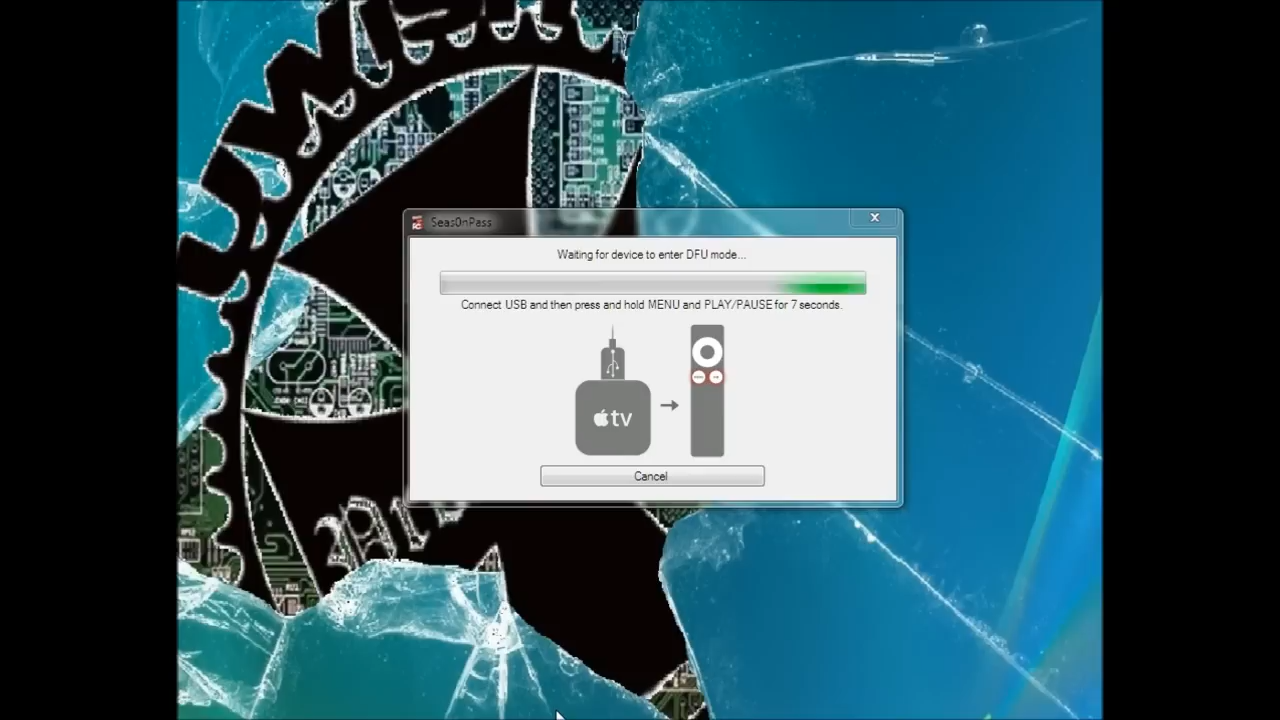 Seas0nPass
Waiting for device to enter DFU mode...
Connect USB and then press and hold MENU and PLAY/PAUSE for 7 seconds.
tv
Cancel